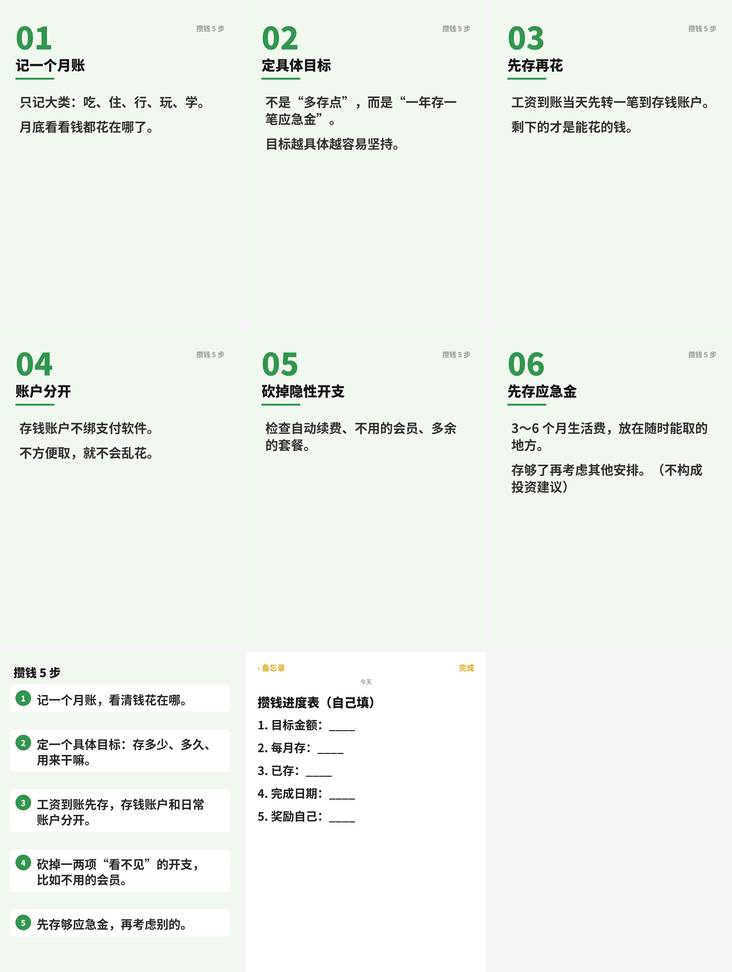 01
攒钱 5 步
记一个月账
只记大类：吃、住、行、玩、学。
月底看看钱都花在哪了。
02
攒钱 5 步
定具体目标
不是“多存点”，而是“一年存一
笔应急金”。
目标越具体越容易坚持。
03
攒钱 5 步
先存再花
工资到账当天先转一笔到存钱账户。
剩下的才是能花的钱。
04
攒钱 5 步
账户分开
存钱账户不绑支付软件。
不方便取，就不会乱花。
05
攒钱 5 步
砍掉隐性开支
检查自动续费、不用的会员、多余
的套餐。
06
攒钱 5 步
先存应急金
3～6 个月生活费，放在随时能取的
地方。
存够了再考虑其他安排。（不构成
投资建议）
攒钱 5 步
1 记一个月账，看清钱花在哪。
2 定一个具体目标：存多少、多久、
用来干嘛。
3 工资到账先存，存钱账户和日常
账户分开。
4 砍掉一两项“看不见”的开支，
比如不用的会员。
5 先存够应急金，再考虑别的。
‹ 备忘录
完成
今天
攒钱进度表（自己填）
1. 目标金额：____
2. 每月存：____
3. 已存：____
4. 完成日期：____
5. 奖励自己：____